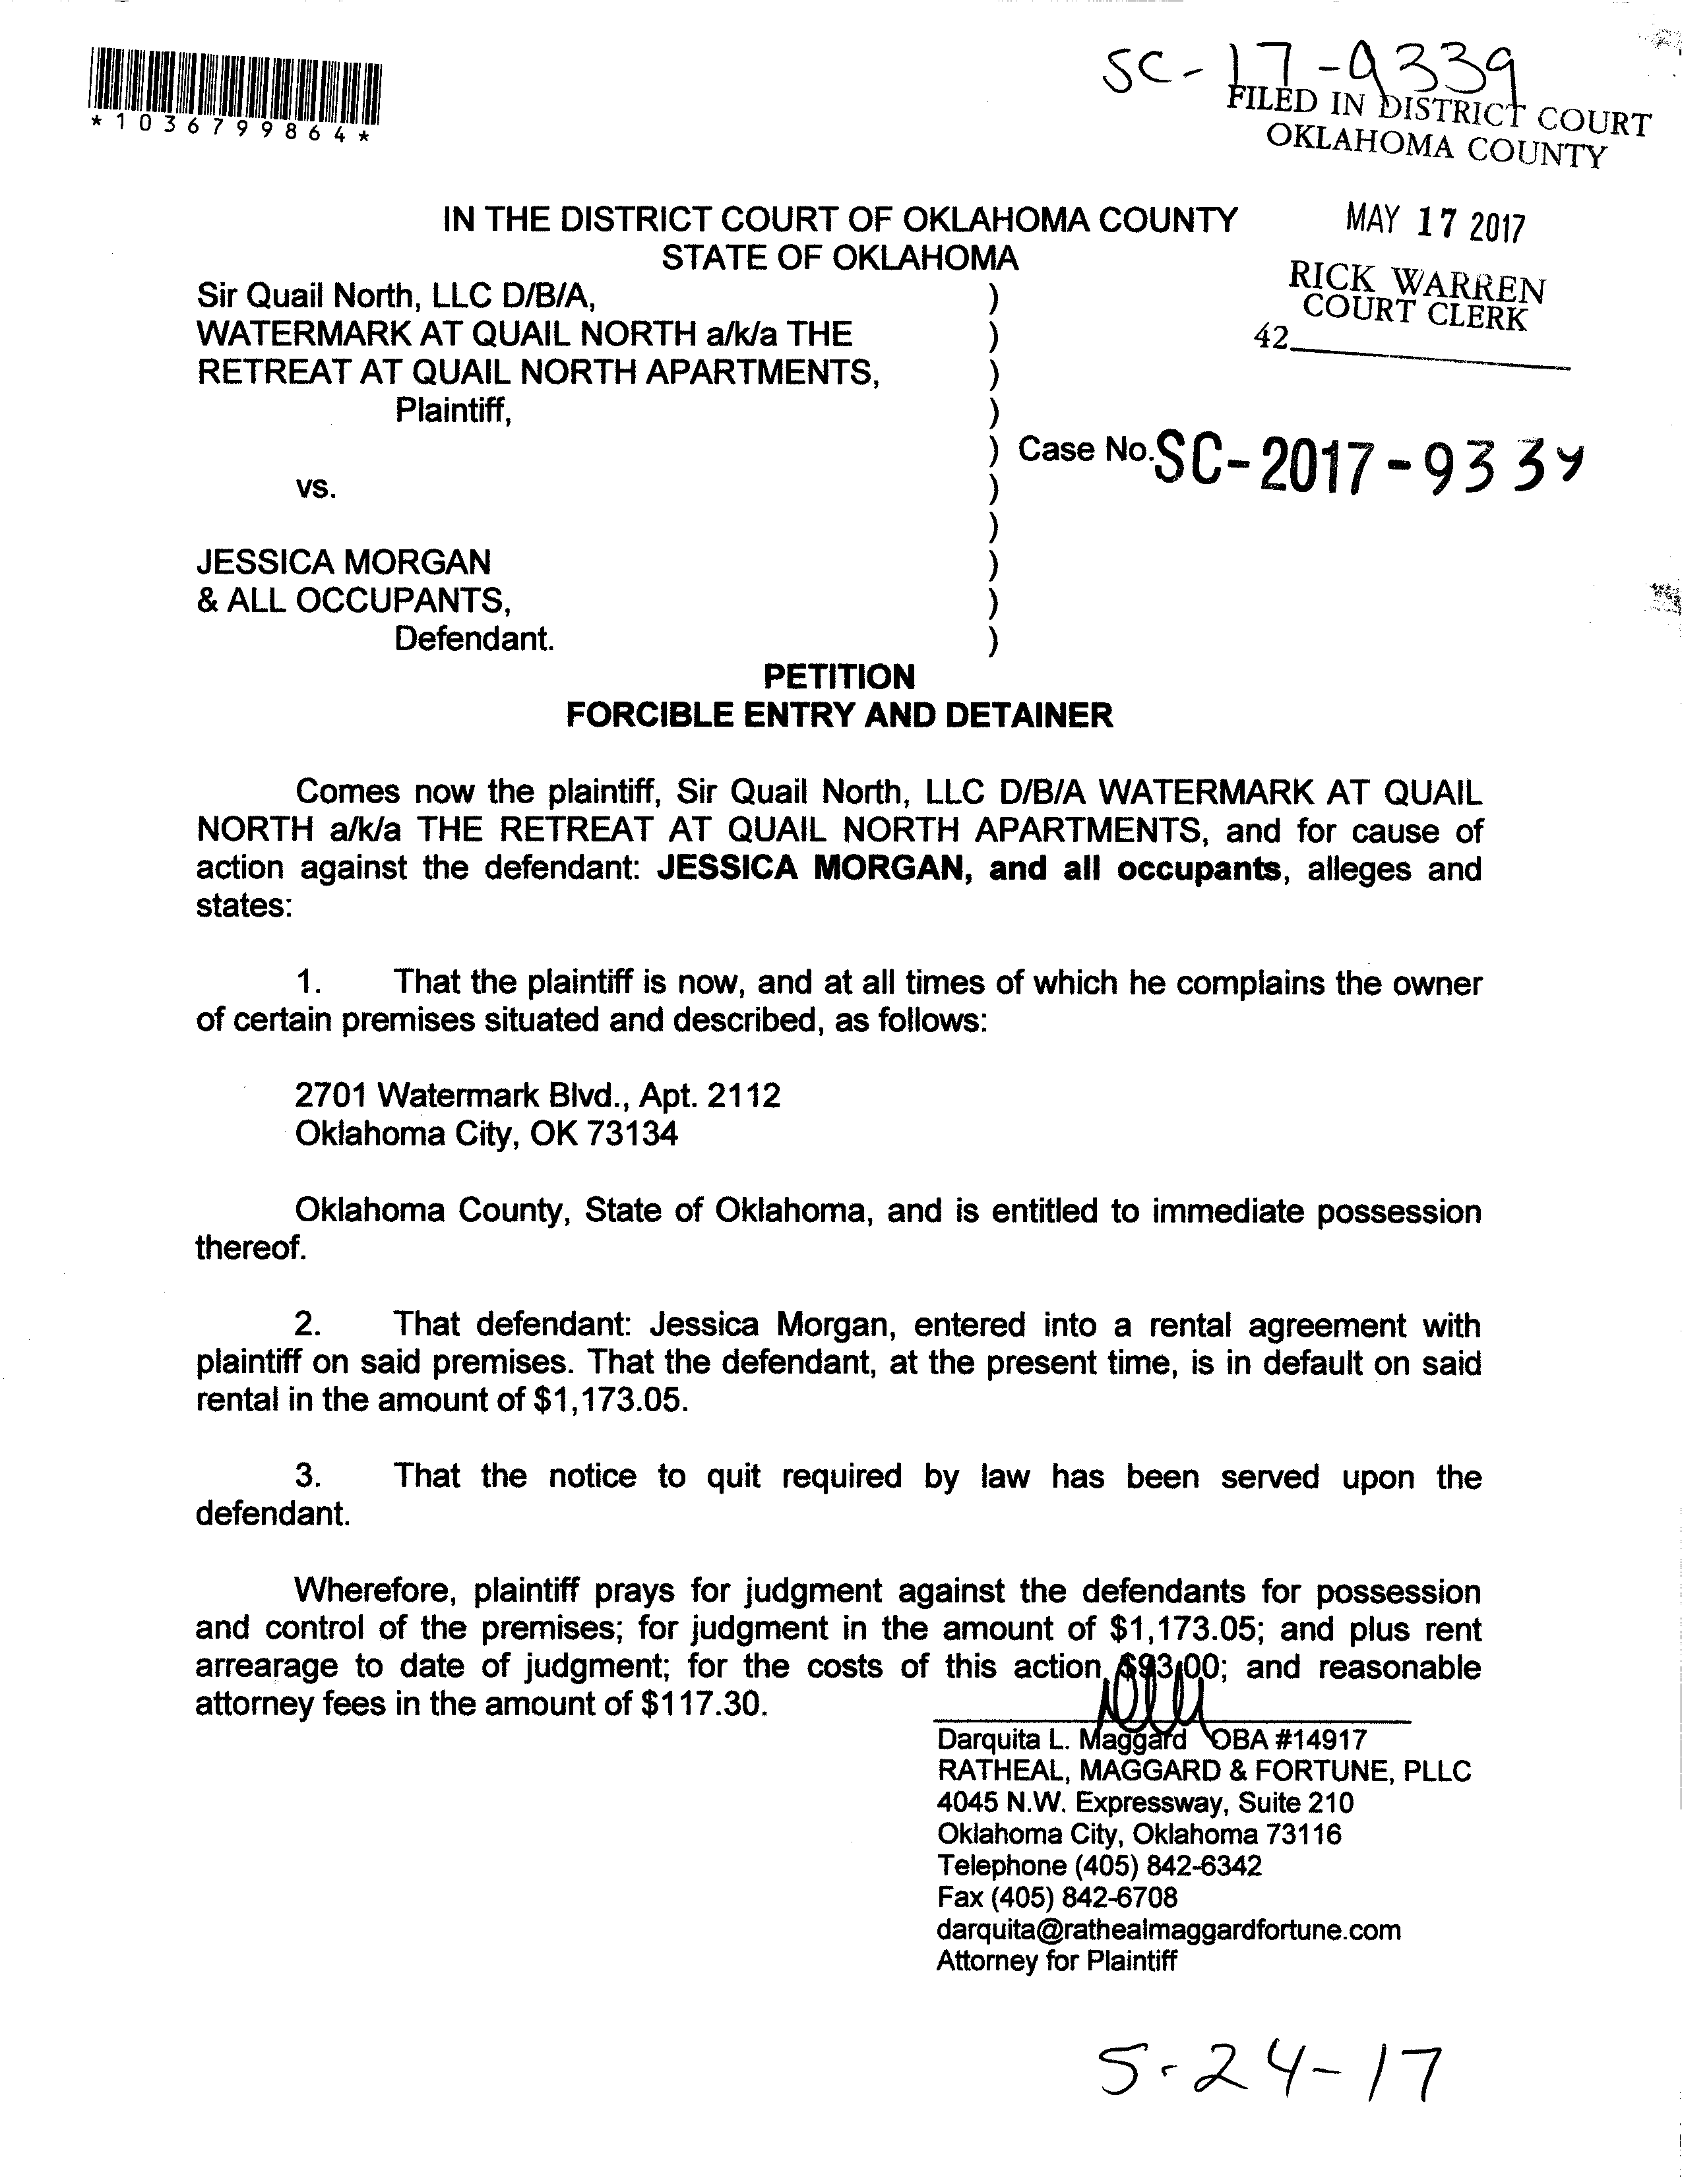 SC-17-9339
FILED IN DISTRICT COURT
OKLAHOMA COUNTY
*1036799864*
MAY 17 2017
RICK WARREN
COURT CLERK
42
IN THE DISTRICT COURT OF OKLAHOMA COUNTY
STATE OF OKLAHOMA
Sir Quail North, LLC D/B/A, )
WATERMARK AT QUAIL NORTH a/k/a THE )
RETREAT AT QUAIL NORTH APARTMENTS, )
Plaintiff, )
) Case No. SC-2017-9339
vs. )
)
JESSICA MORGAN )
& ALL OCCUPANTS, )
Defendant. )
PETITION
FORCIBLE ENTRY AND DETAINER
Comes now the plaintiff, Sir Quail North, LLC D/B/A WATERMARK AT QUAIL
NORTH a/k/a THE RETREAT AT QUAIL NORTH APARTMENTS, and for cause of
action against the defendant: JESSICA MORGAN, and all occupants, alleges and
states:
1. That the plaintiff is now, and at all times of which he complains the owner
of certain premises situated and described, as follows:
2701 Watermark Blvd., Apt. 2112
Oklahoma City, OK 73134
Oklahoma County, State of Oklahoma, and is entitled to immediate possession
thereof.
2. That defendant: Jessica Morgan, entered into a rental agreement with
plaintiff on said premises. That the defendant, at the present time, is in default on said
rental in the amount of $1,173.05.
3. That the notice to quit required by law has been served upon the
defendant.
Wherefore, plaintiff prays for judgment against the defendants for possession
and control of the premises; for judgment in the amount of $1,173.05; and plus rent
arrearage to date of judgment; for the costs of this action $93.00; and reasonable
attorney fees in the amount of $117.30.
Darquita L. Maggard OBA #14917
RATHEAL, MAGGARD & FORTUNE, PLLC
4045 N.W. Expressway, Suite 210
Oklahoma City, Oklahoma 73116
Telephone (405) 842-6342
Fax (405) 842-6708
darquita@rathealmaggardfortune.com
Attorney for Plaintiff
5-24-17